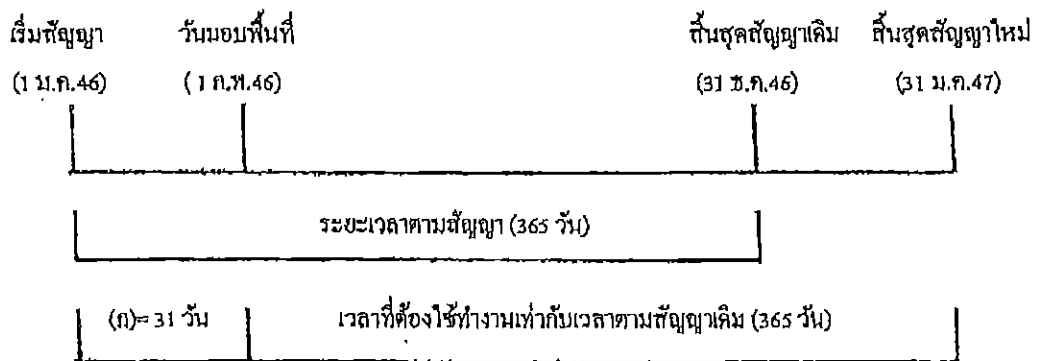 เริ่มสัญญา วันมอบพื้นที่ สิ้นสุดสัญญาเดิม สิ้นสุดสัญญาใหม่
(1 ม.ค.46) (1 ก.พ.46) (31 ธ.ค.46) (31 ม.ค.47)
ระยะเวลาตามสัญญา (365 วัน)
(ก)= 31 วัน เวลาที่ต้องใช้ทำงานเท่ากับเวลาตามสัญญาเดิม (365 วัน)